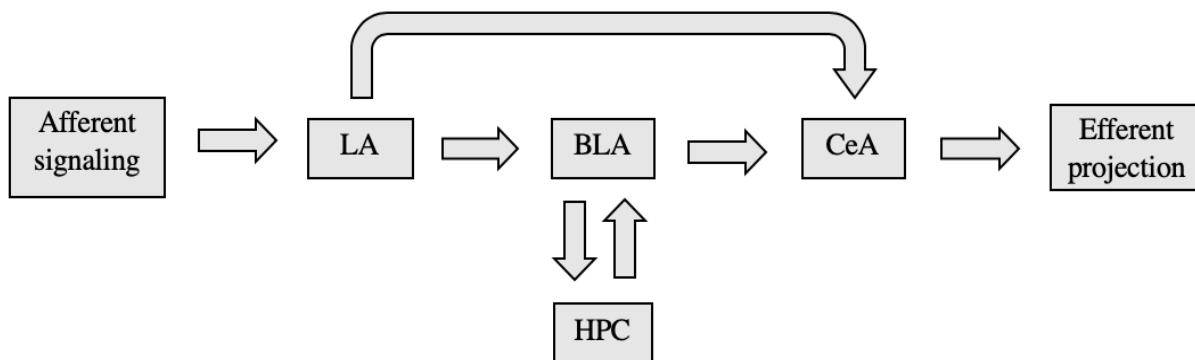 Afferent
signaling
LA
BLA
CeA
Efferent
projection
HPC